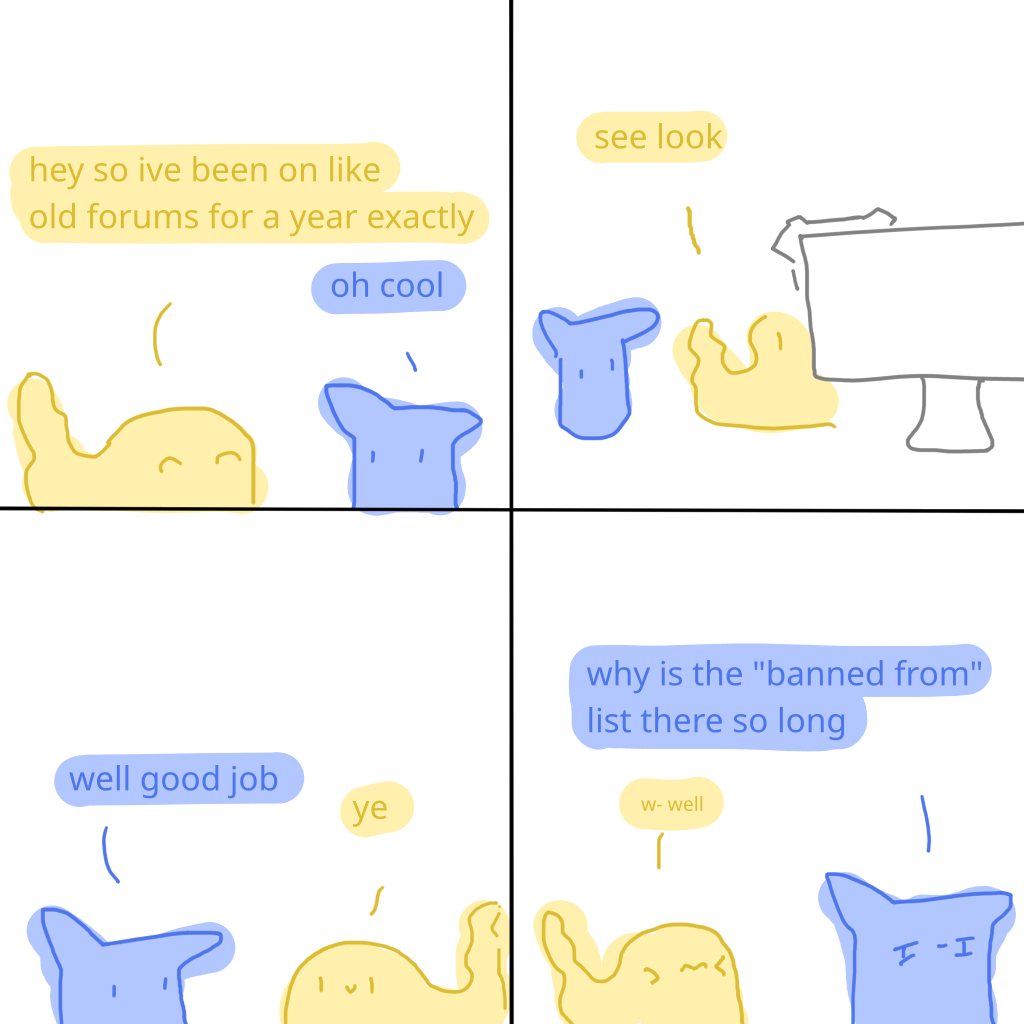 hey so ive been on like
old forums for a year exactly
oh cool
see look
well good job
ye
why is the "banned from"
list there so long
w- well